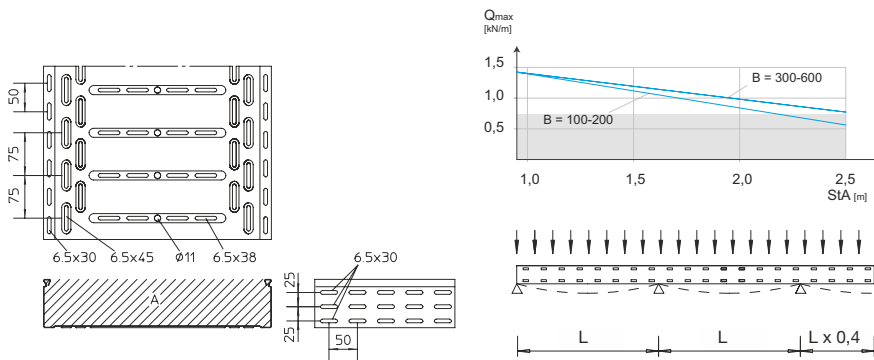 50
75
75
6.5x30
6.5x45
ø11
6.5x38
A
6.5x30
25
25
50
Qmax
[kN/m]
1,5
1,0
0,5
B = 300-600
B = 100-200
1,0
1,5
2,0
2,5
StA [m]
L
L
L x 0,4